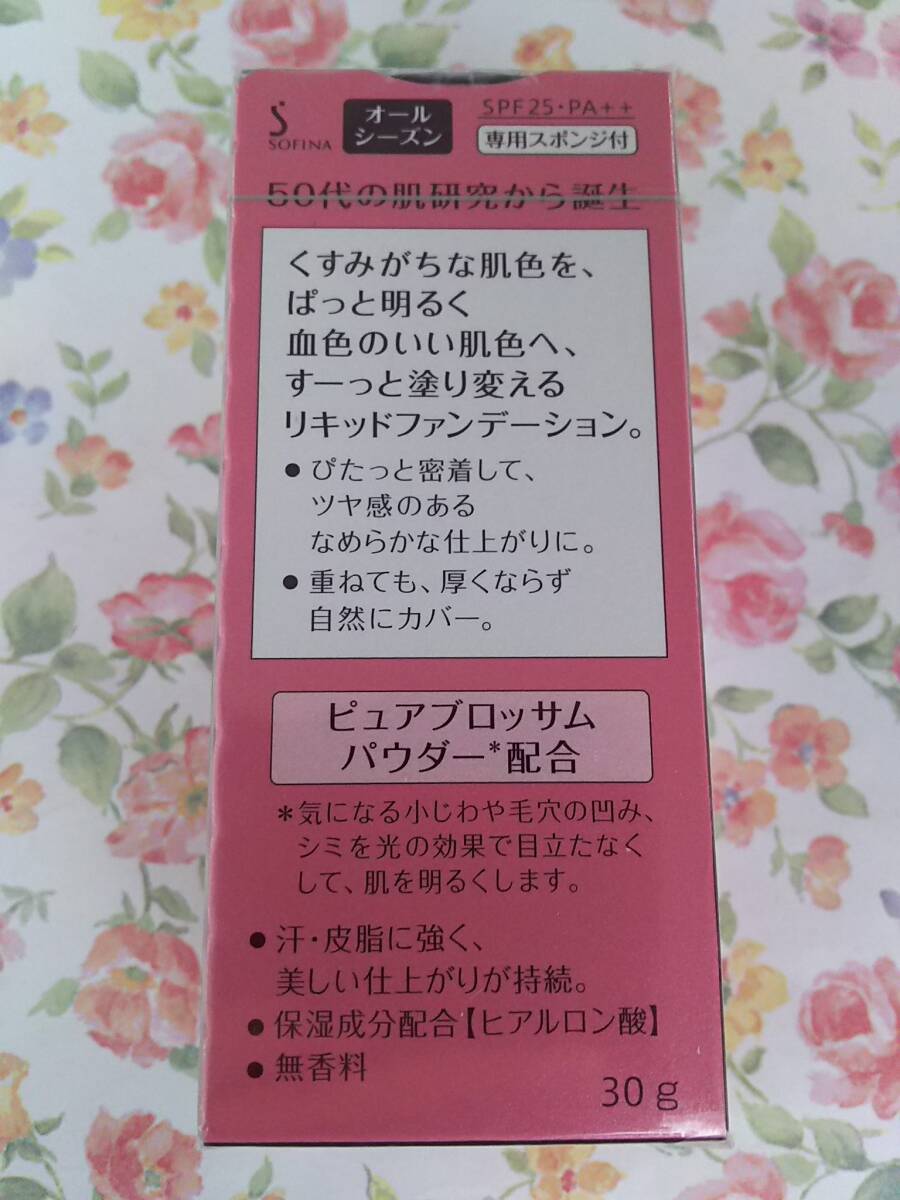 SOFINA
オール
シーズン
SPF25・PA++
専用スポンジ付
50代の肌研究から誕生
くすみがちな肌色を、
ぱっと明るく
血色のいい肌色へ、
すーっと塗り変える
リキッドファンデーション。
● ぴたっと密着して、
ツヤ感のある
なめらかな仕上がりに。
● 重ねても、厚くならず
自然にカバー。
ピュアブロッサム
パウダー*配合
*気になる小じわや毛穴の凹み、
シミを光の効果で目立たなく
して、肌を明るくします。
● 汗・皮脂に強く、
美しい仕上がりが持続。
● 保湿成分配合【ヒアルロン酸】
● 無香料
30g